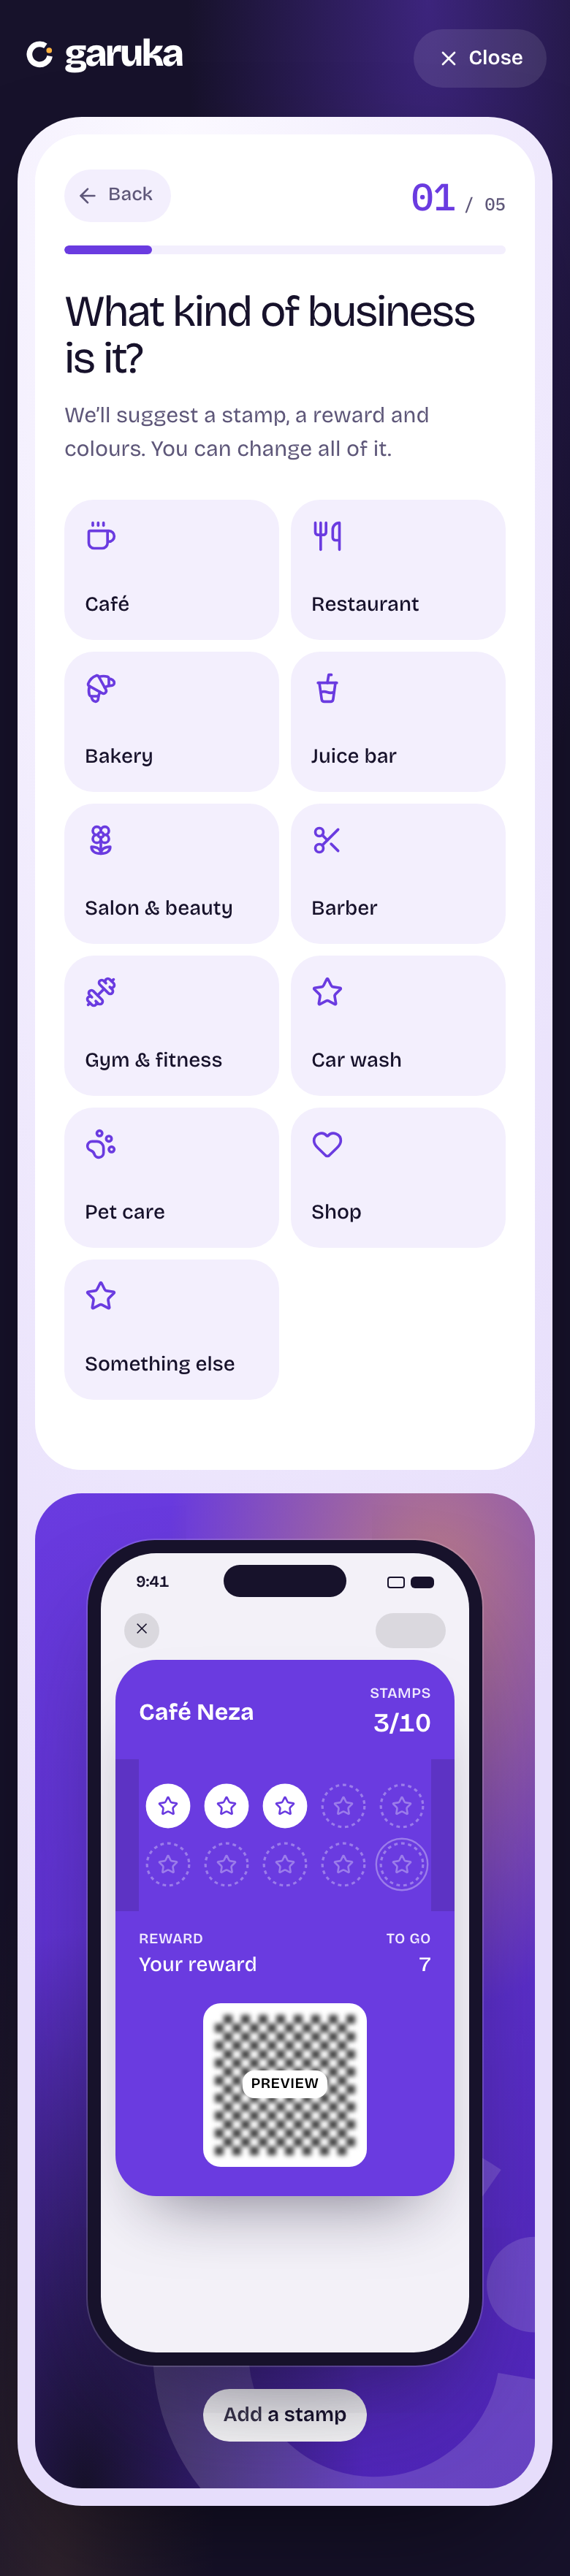 garuka
Close
Back
01 / 05
What kind of business
is it?
We'll suggest a stamp, a reward and
colours. You can change all of it.
Café
Restaurant
Bakery
Juice bar
Salon & beauty
Barber
Gym & fitness
Car wash
Pet care
Shop
Something else
9:41
STAMPS
Café Neza
3/10
REWARD
TO GO
Your reward
7
PREVIEW
Add a stamp